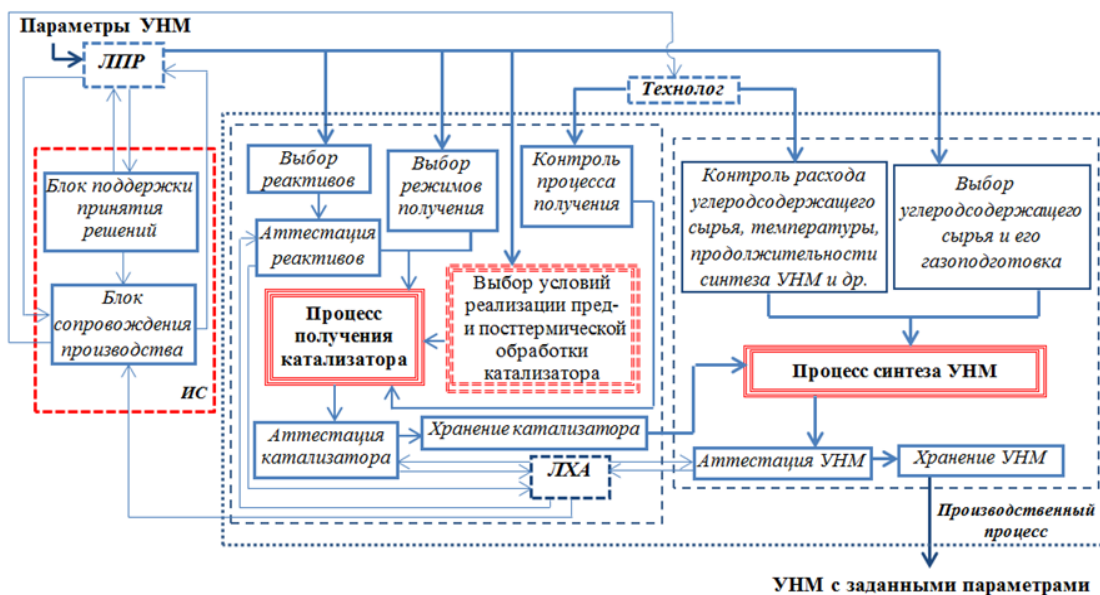 Параметры УНМ
ЛПР
Технолог
Выбор
реактивов
Выбор
режимов
получения
Контроль
процесса
получения
Контроль расхода
углеродсодержащего
сырья, температуры,
продолжительности
синтеза УНМ и др.
Выбор
углеродсодержащего
сырья и его
газоподготовка
Блок поддержки
принятия
решений
Аттестация
реактивов
Блок
сопровождения
производства
ИС
Процесс
получения
катализатора
Выбор условий
реализации пред-
и посттермической
обработки
катализатора
Процесс синтеза УНМ
Аттестация
катализатора
Хранение катализатора
ЛХА
Аттестация УНМ
Хранение УНМ
Производственный
процесс
УНМ с заданными параметрами